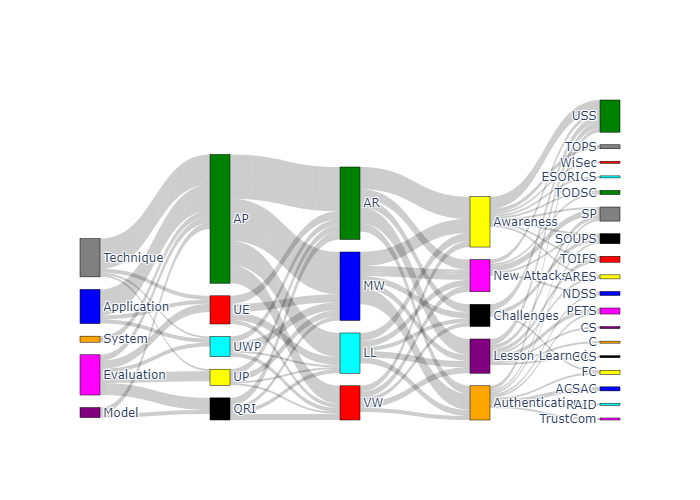 Technique
Application
System
Evaluation
Model
AP
UE
UWP
UP
QRI
AR
MW
LL
VW
Awareness
New Attacks
Challenges
Lesson Learned
USS
TOPS
WiSec
ESORICS
TODSC
SP
SOUPS
TOIFS
ARES
NDSS
PETS
CS
C
CCS
FC
ACSAC
RAID
TrustCom